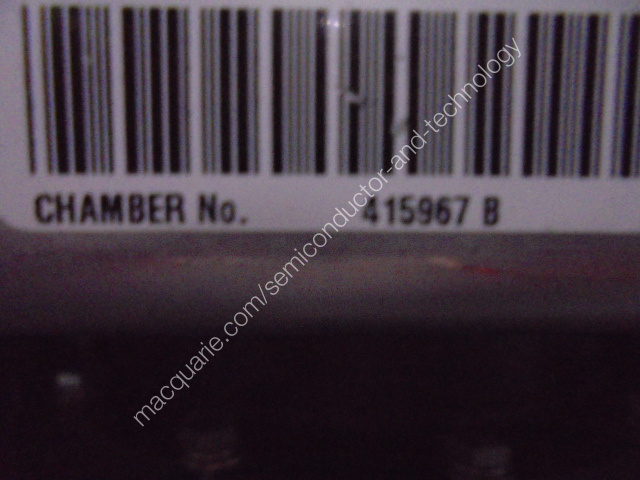 CHAMBER No. 415967 B
macquarie.com/semiconductor-and-technology